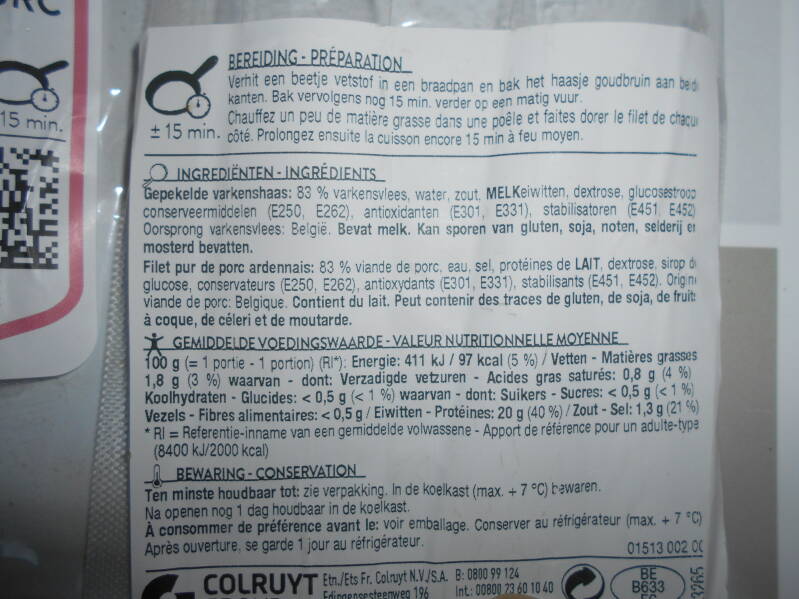 RC
15 min.
BEREIDING - PRÉPARATION
Verhit een beetje vetstof in een braadpan en bak het haasje goudbruin aan
kanten. Bak vervolgens nog 15 min. verder op een matig vuur.
Chauffez un peu de matière grasse dans une poêle et faites dorer le filet de
± 15 min. côté. Prolongez ensuite la cuisson encore 15 min à feu moyen.
INGREDIËNTEN - INGRÉDIENTS
Gepekelde varkenshaas: 83 % varkensvlees, water, zout, MELKeiwitten, dextrose, glucosestroop
conserveermiddelen (E250, E262), antioxidanten (E301, E331), stabilisatoren (E451, E452)
Oorsprong varkensvlees: België. Bevat melk. Kan sporen van gluten, soja, noten, selderij
mosterd bevatten.
Filet pur de porc ardennais: 83 % viande de porc, eau, sel, protéines de LAIT, dextrose, sirop
glucose, conservateurs (E250, E262), antioxydants (E301, E331), stabilisants (E451, E452).
viande de porc: Belgique. Contient du lait. Peut contenir des traces de gluten, de soja, de
à coque, de céleri et de moutarde.
GEMIDDELDE VOEDINGSWAARDE - VALEUR NUTRITIONNELLE MOYENNE
100 g (= 1 portie - 1 portion) (RI*): Energie: 411 kJ / 97 kcal (5 %) / Vetten - Matières grasses
1,8 g (3 %) waarvan - dont: Verzadigde vetzuren - Acides gras saturés: 0,8 g (4 %)
Koolhydraten - Glucides: < 0,5 g (< 1 %) waarvan - dont: Suikers - Sucres: < 0,5 g (< 1 %)
Vezels - Fibres alimentaires: < 0,5 g / Eiwitten - Protéines: 20 g (40 %) / Zout - Sel: 1,3 g (21 %)
* RI = Referentie-inname van een gemiddelde volwassene - Apport de référence pour un adulte-type
(8400 kJ/2000 kcal)
BEWARING - CONSERVATION
Ten minste houdbaar tot: zie verpakking. In de koelkast (max. + 7 °C) bewaren.
Na openen nog 1 dag houdbaar in de koelkast.
À consommer de préférence avant le: voir emballage. Conserver au réfrigérateur (max. + 7 °C)
Après ouverture, se garde 1 jour au réfrigérateur.
01513 002
COLRUYT Etn./Ets Fr. Colruyt N.V./S.A. B: 0800 99 124
Edingensesteenweg 196 Int.: 00800 23 60 10 40
BE
B633
3265